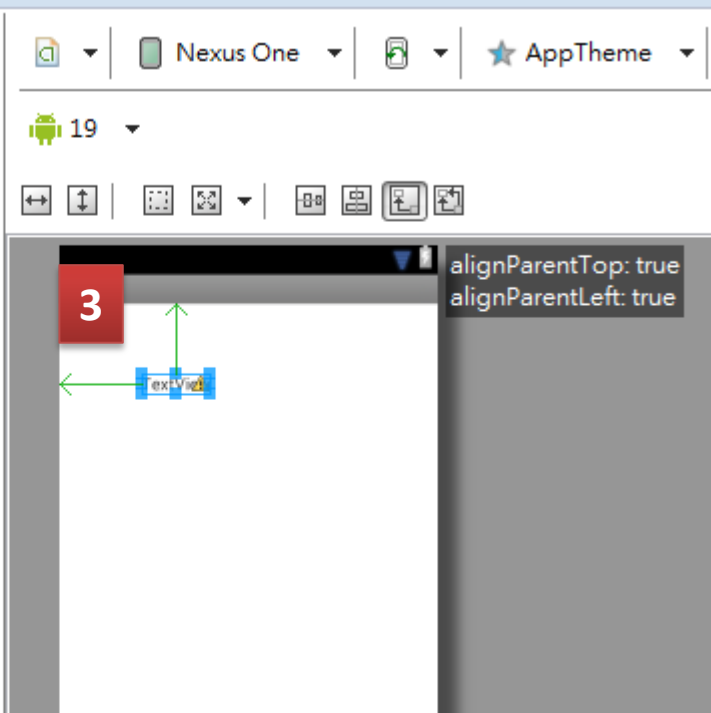 Nexus One
AppTheme
19
alignParentTop: true
alignParentLeft: true
3